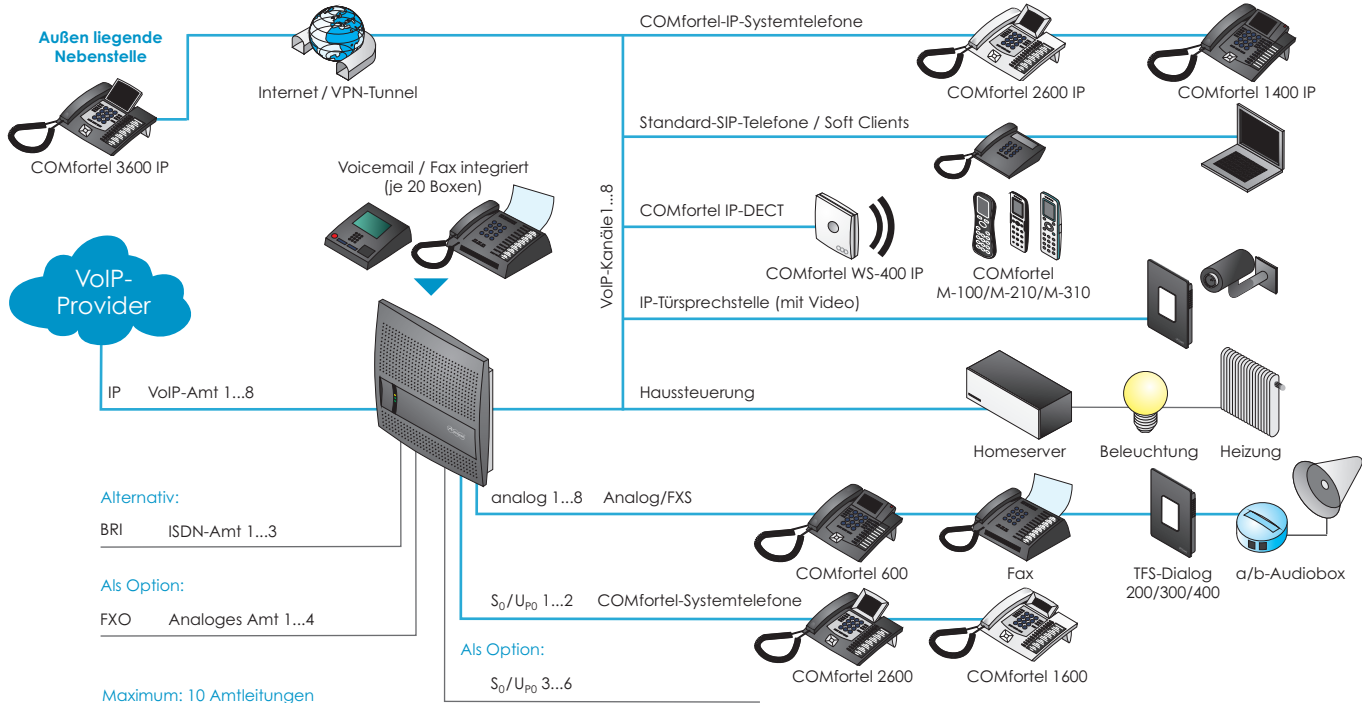 Außen liegende
Nebenstelle
COMfortel 3600 IP
Internet / VPN-Tunnel
COMfortel-IP-Systemtelefone
COMfortel 2600 IP
COMfortel 1400 IP
Standard-SIP-Telefone / Soft Clients
Voicemail / Fax integriert
(je 20 Boxen)
VoIP-Kanäle 1...8
COMfortel IP-DECT
COMfortel WS-400 IP
COMfortel
M-100/M-210/M-310
IP-Türsprechstelle (mit Video)
VoIP-
Provider
IP VoIP-Amt 1...8
Haussteuerung
Homeserver
Beleuchtung
Heizung
Alternativ:
BRI ISDN-Amt 1...3
Als Option:
FXO Analoges Amt 1...4
Maximum: 10 Amtleitungen
analog 1...8 Analog/FXS
COMfortel 600
Fax
TFS-Dialog
200/300/400
a/b-Audiobox
S₀/Uₚ₀ 1...2 COMfortel-Systemtelefone
COMfortel 2600
COMfortel 1600
Als Option:
S₀/Uₚ₀ 3...6